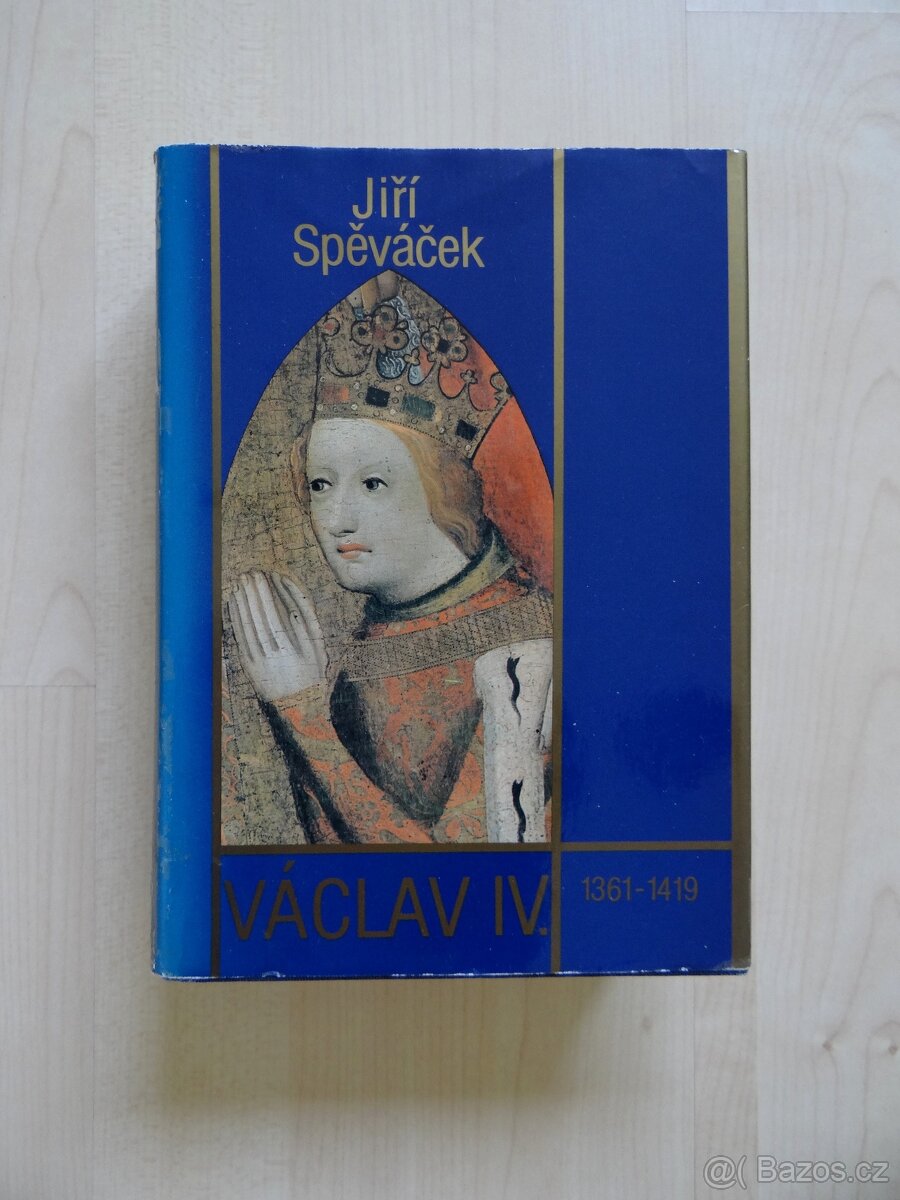 Jiří
Spěváček
VÁCLAV IV.
1361-1419
@( Bazos.cz